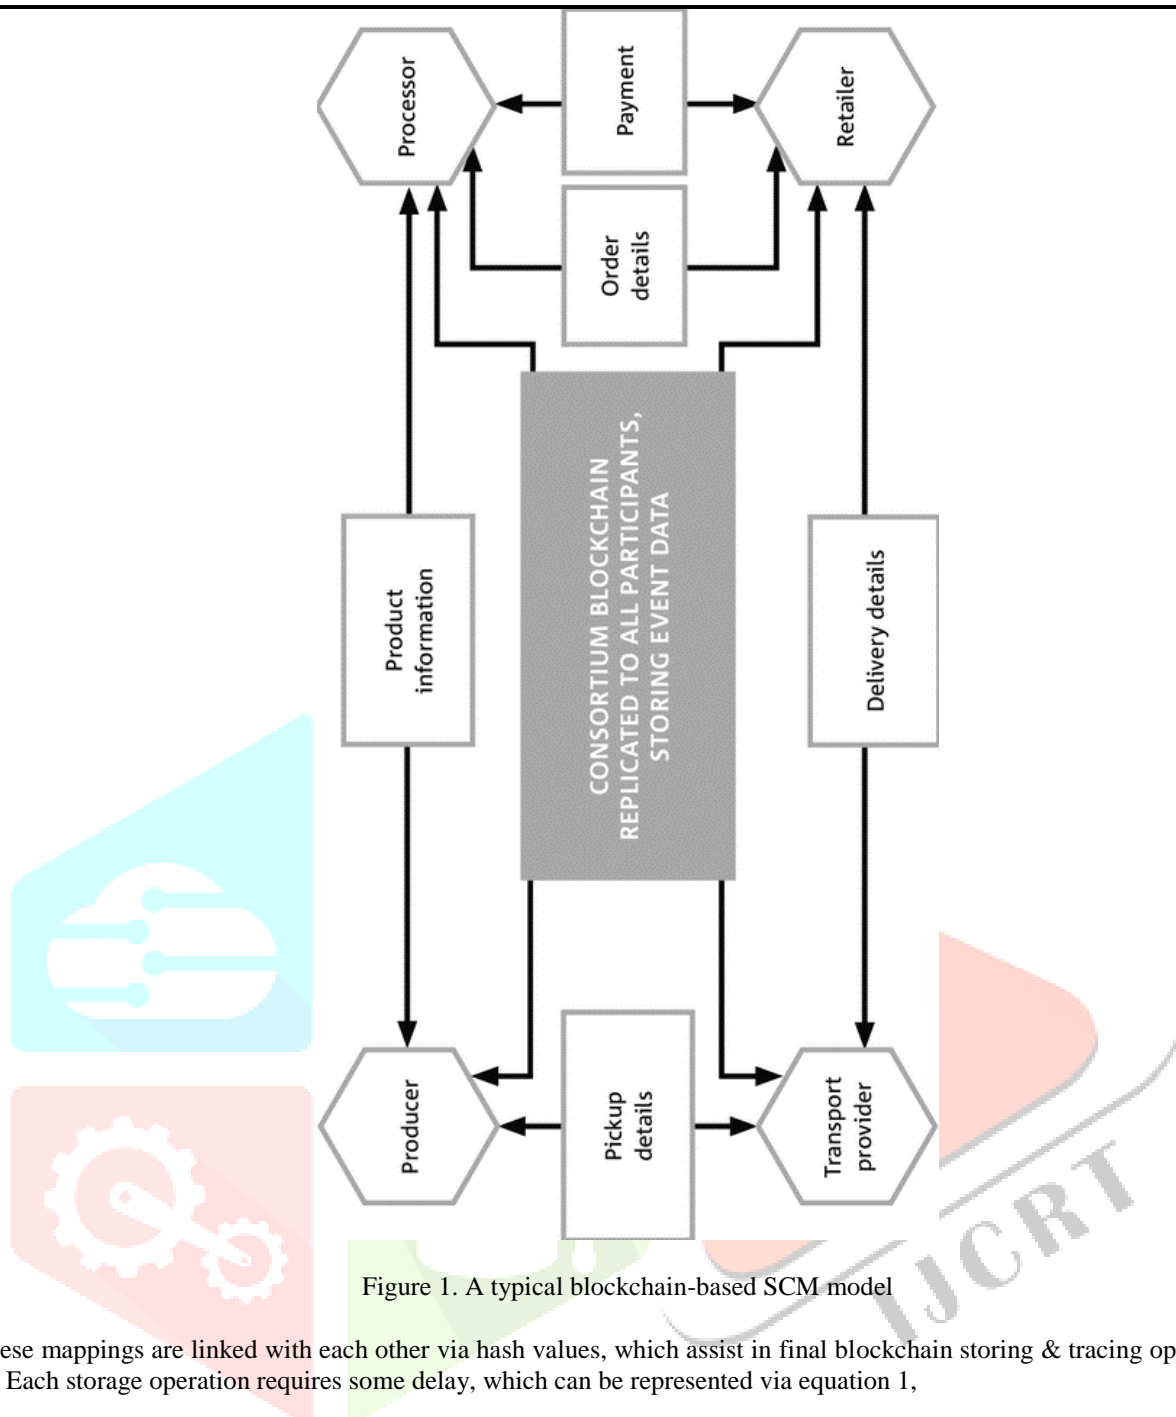 Processor
Payment
Retailer
Order
details
Product
information
CONSORTIUM BLOCKCHAIN
REPLICATED TO ALL PARTICIPANTS,
STORING EVENT DATA
Delivery details
Producer
Pickup
details
Transport
provider
IJCRT
Figure 1. A typical blockchain-based SCM model
ese mappings are linked with each other via hash values, which assist in final blockchain storing & tracing op
Each storage operation requires some delay, which can be represented via equation 1,